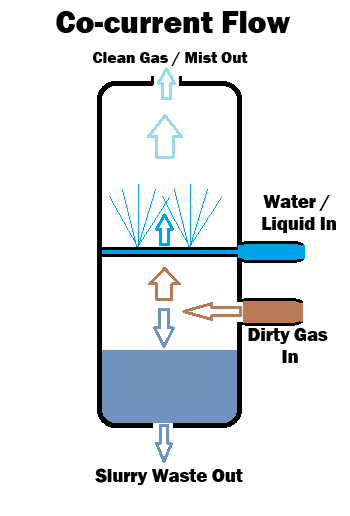 Co-current Flow
Clean Gas / Mist Out
Water /
Liquid In
Dirty Gas
In
Slurry Waste Out